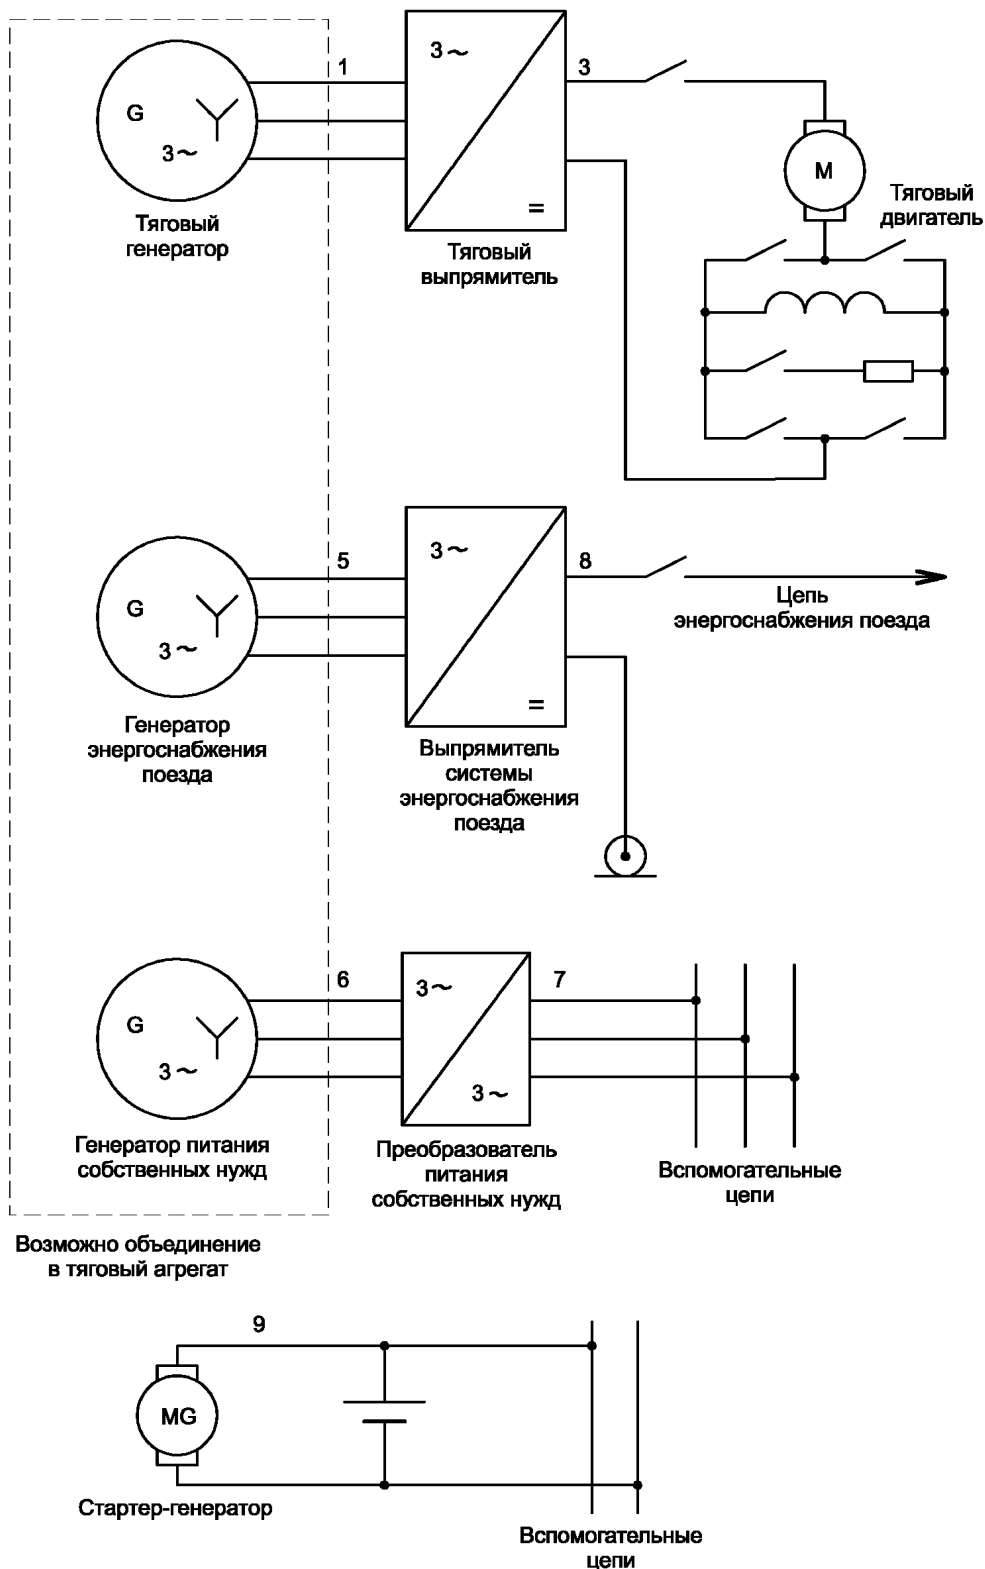 1
3 ~
3
G
3 ~
=
M
Тяговый
генератор
Тяговый
выпрямитель
Тяговый
двигатель
5
3 ~
8
G
3 ~
=
Цепь
энергоснабжения поезда
Генератор
энергоснабжения
поезда
Выпрямитель
системы
энергоснабжения
поезда
6
3 ~
7
G
3 ~
3 ~
Генератор питания
собственных нужд
Преобразователь
питания
собственных нужд
Вспомогательные
цепи
Возможно объединение
в тяговый агрегат
9
MG
Стартер-генератор
Вспомогательные
цепи